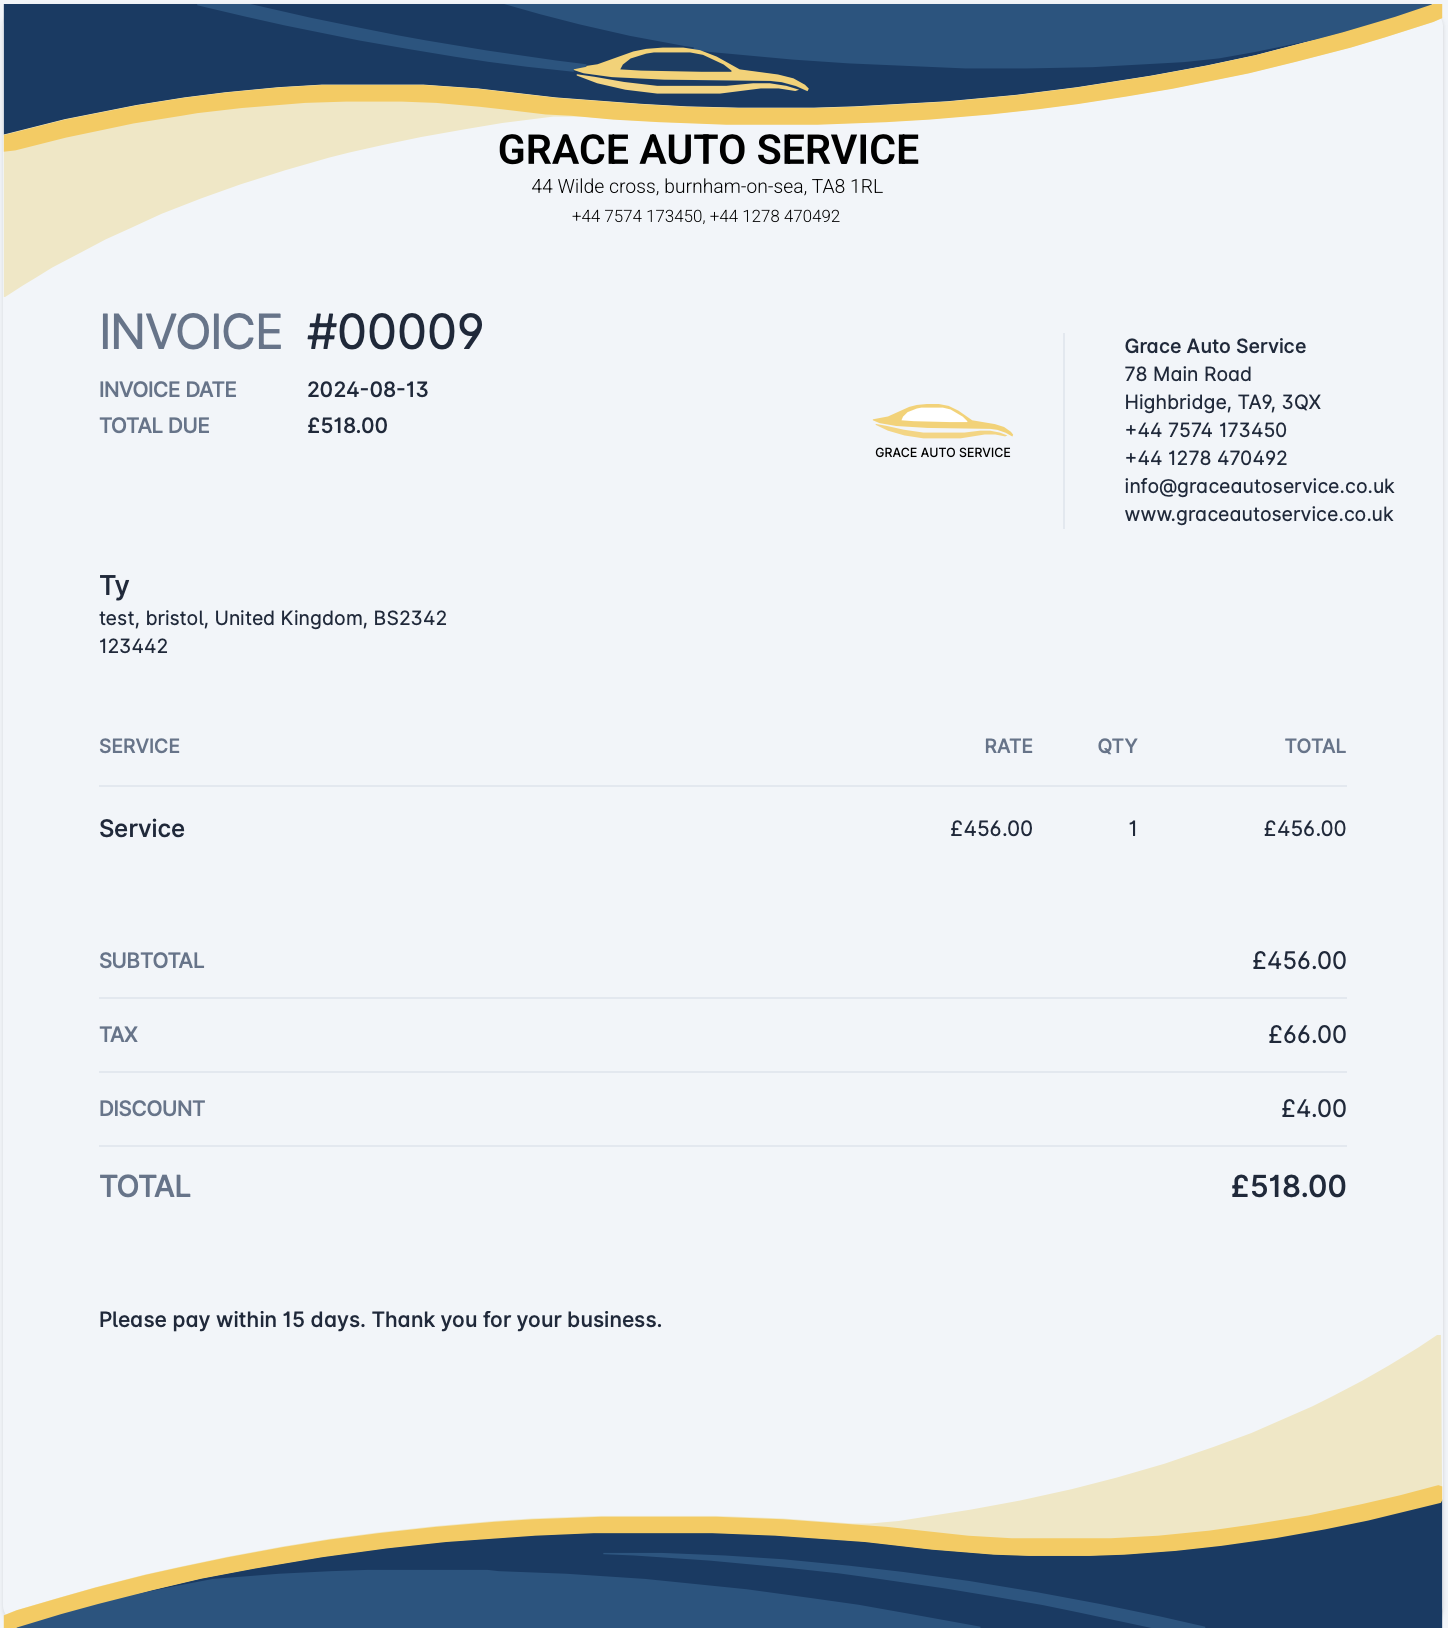 GRACE AUTO SERVICE
44 Wilde cross, burnham-on-sea, TA8 1RL
+44 7574 173450, +44 1278 470492
INVOICE #00009
INVOICE DATE 2024-08-13
TOTAL DUE £518.00
GRACE AUTO SERVICE
Grace Auto Service
78 Main Road
Highbridge, TA9, 3QX
+44 7574 173450
+44 1278 470492
info@graceautoservice.co.uk
www.graceautoservice.co.uk
Ty
test, bristol, United Kingdom, BS2342
123442
SERVICE RATE QTY TOTAL
Service £456.00 1 £456.00
SUBTOTAL £456.00
TAX £66.00
DISCOUNT £4.00
TOTAL £518.00
Please pay within 15 days. Thank you for your business.